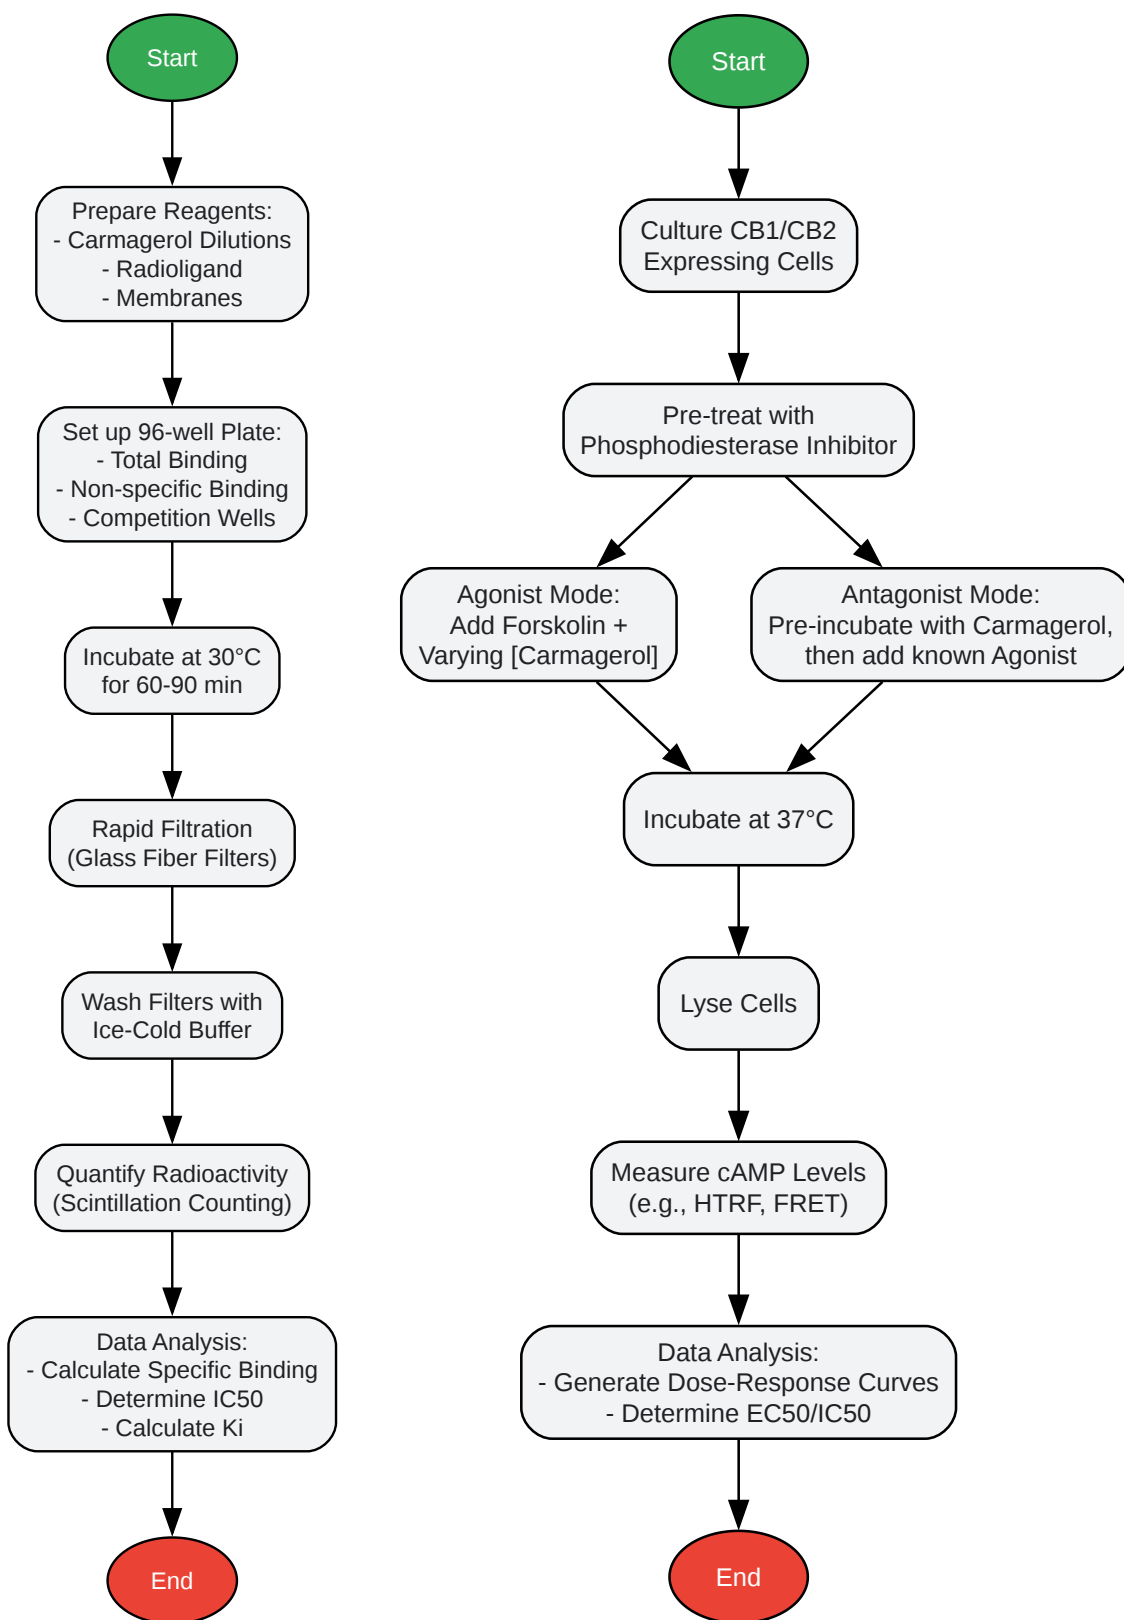 Start
Prepare Reagents:
- Carmagerol Dilutions
- Radioligand
- Membranes
Set up 96-well Plate:
- Total Binding
- Non-specific Binding
- Competition Wells
Incubate at 30°C
for 60-90 min
Rapid Filtration
(Glass Fiber Filters)
Wash Filters with
Ice-Cold Buffer
Quantify Radioactivity
(Scintillation Counting)
Data Analysis:
- Calculate Specific Binding
- Determine IC50
- Calculate Ki
End
Start
Culture CB1/CB2
Expressing Cells
Pre-treat with
Phosphodiesterase Inhibitor
Agonist Mode:
Add Forskolin +
Varying [Carmagerol]
Antagonist Mode:
Pre-incubate with Carmagerol,
then add known Agonist
Incubate at 37°C
Lyse Cells
Measure cAMP Levels
(e.g., HTRF, FRET)
Data Analysis:
- Generate Dose-Response Curves
- Determine EC50/IC50
End